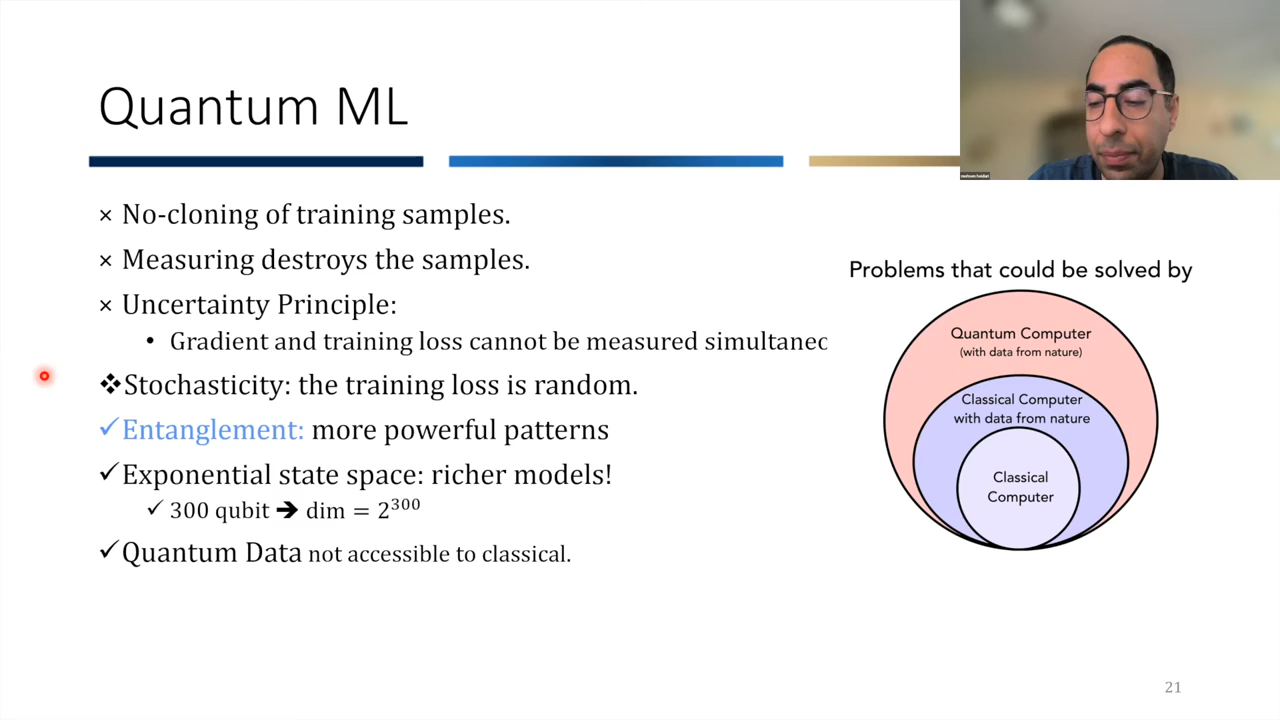 Quantum ML
× No-cloning of training samples.
× Measuring destroys the samples.
× Uncertainty Principle:
• Gradient and training loss cannot be measured simultanec
❖Stochasticity: the training loss is random.
✓Entanglement: more powerful patterns
✓Exponential state space: richer models!
✓ 300 qubit ➔ dim = 2³⁰⁰
✓Quantum Data not accessible to classical.
Problems that could be solved by
Quantum Computer
(with data from nature)
Classical Computer
with data from nature
Classical
Computer
21